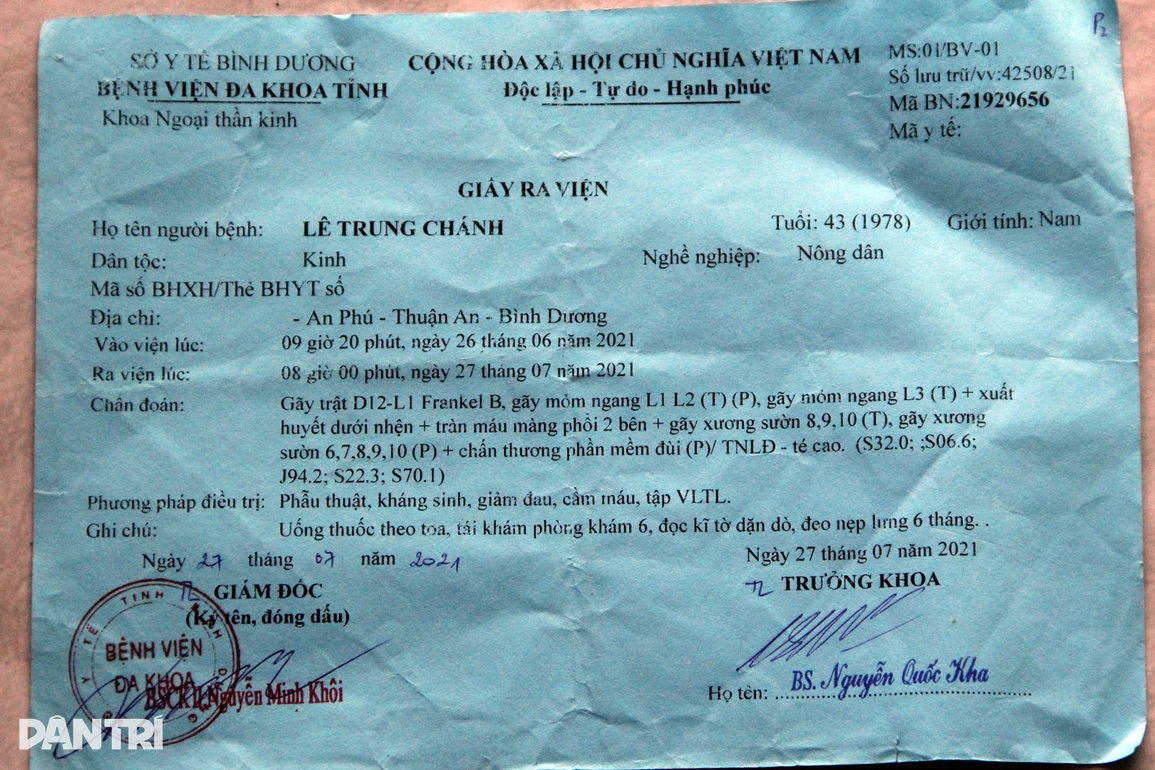 P2
SỞ Y TẾ BÌNH DƯƠNG
BỆNH VIỆN ĐA KHOA TỈNH
Khoa Ngoại thần kinh
CỘNG HÒA XÃ HỘI CHỦ NGHĨA VIỆT NAM
Độc lập - Tự do - Hạnh phúc
MS:01/BV-01
Số lưu trữ/vv:42508/21
Mã BN:21929656
Mã y tế:
GIẤY RA VIỆN
Họ tên người bệnh: LÊ TRUNG CHÁNH Tuổi: 43 (1978) Giới tính: Nam
Dân tộc: Kinh Nghề nghiệp: Nông dân
Mã số BHXH/Thẻ BHYT số
Địa chỉ: - An Phú - Thuận An - Bình Dương
Vào viện lúc: 09 giờ 20 phút, ngày 26 tháng 06 năm 2021
Ra viện lúc: 08 giờ 00 phút, ngày 27 tháng 07 năm 2021
Chẩn đoán: Gãy trật D12-L1 Frankel B, gãy mỏm ngang L1 L2 (T) (P), gãy mỏm ngang L3 (T) + xuất
huyết dưới nhện + tràn máu màng phổi 2 bên + gãy xương sườn 8,9,10 (T), gãy xương
sườn 6,7,8,9,10 (P) + chấn thương phần mềm đùi (P)/ TNLĐ - té cao. (S32.0; ;S06.6;
J94.2; S22.3; S70.1)
Phương pháp điều trị: Phẫu thuật, kháng sinh, giảm đau, cầm máu, tập VLTL.
Ghi chú: Uống thuốc theo toa, tái khám phòng khám 6, đọc kĩ tờ dặn dò, đeo nẹp lưng 6 tháng. .
Ngày 27 tháng 07 năm 2021
TL GIÁM ĐỐC
(Ký tên, đóng dấu)
BỆNH VIỆN
ĐA KHOA
BSCK II Nguyễn Minh Khôi
Ngày 27 tháng 07 năm 2021
TL TRƯỞNG KHOA
Họ tên: BS. Nguyễn Quốc Kha
DÂN TRÍ